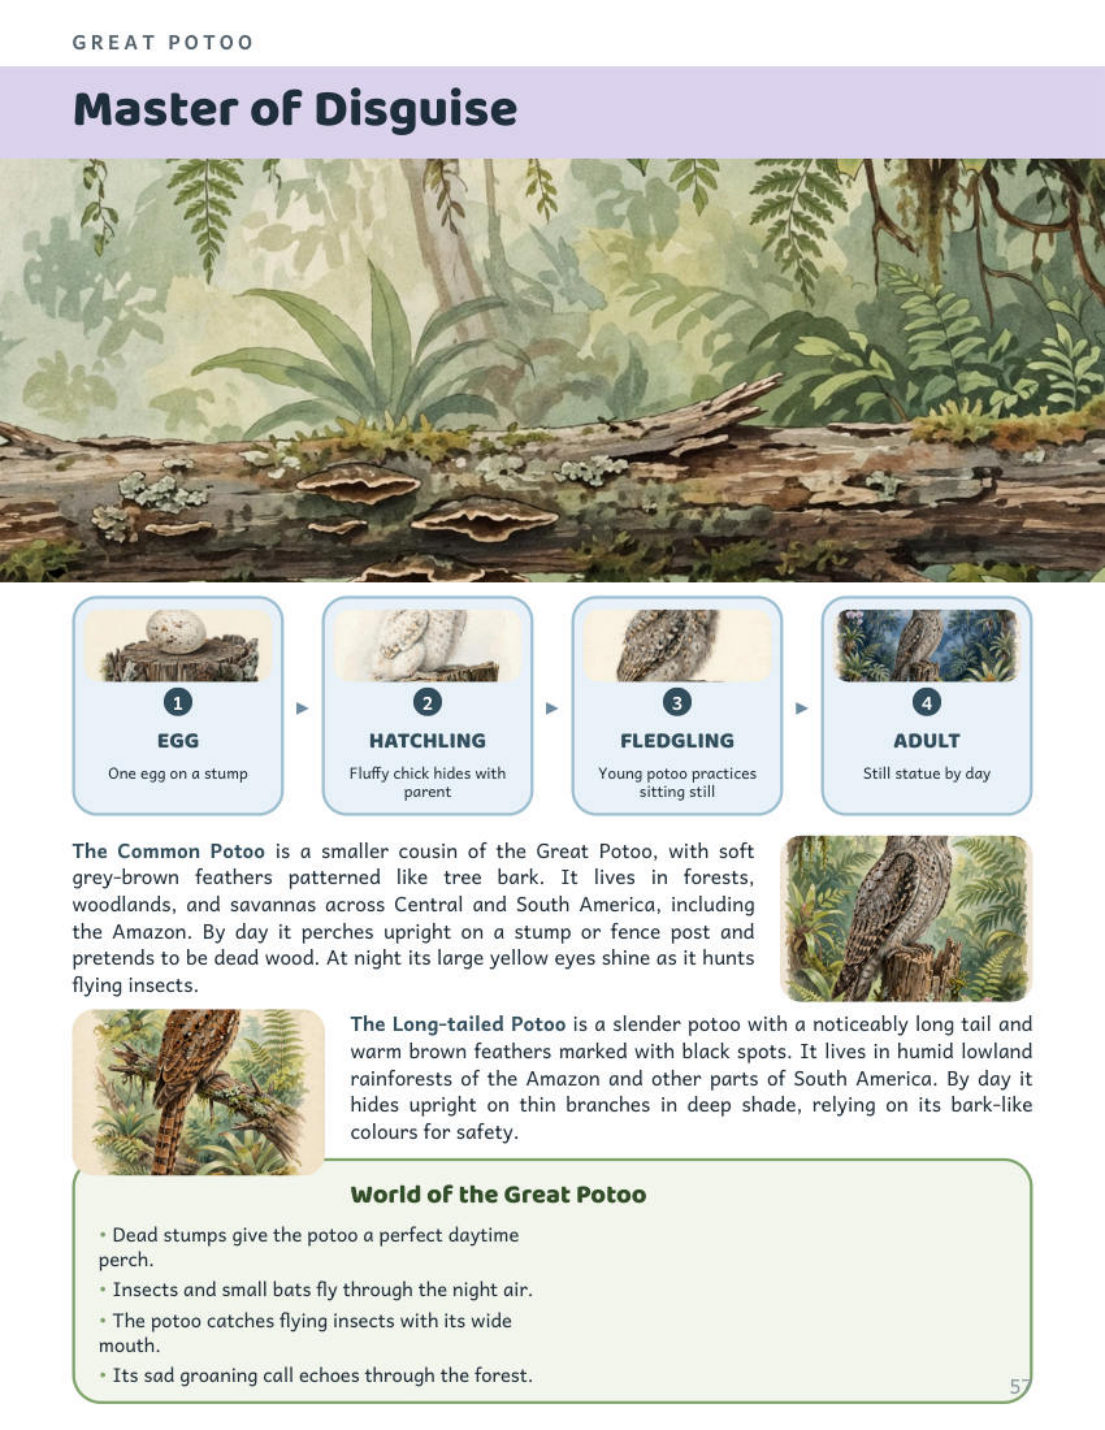 GREAT POTOO
Master of Disguise
1
EGG
One egg on a stump
2
HATCHLING
Fluffy chick hides with
parent
3
FLEDGLING
Young potoo practices
sitting still
4
ADULT
Still statue by day
The Common Potoo is a smaller cousin of the Great Potoo, with soft
grey-brown feathers patterned like tree bark. It lives in forests,
woodlands, and savannas across Central and South America, including
the Amazon. By day it perches upright on a stump or fence post and
pretends to be dead wood. At night its large yellow eyes shine as it hunts
flying insects.
The Long-tailed Potoo is a slender potoo with a noticeably long tail and
warm brown feathers marked with black spots. It lives in humid lowland
rainforests of the Amazon and other parts of South America. By day it
hides upright on thin branches in deep shade, relying on its bark-like
colours for safety.
World of the Great Potoo
• Dead stumps give the potoo a perfect daytime
perch.
• Insects and small bats fly through the night air.
• The potoo catches flying insects with its wide
mouth.
• Its sad groaning call echoes through the forest.
57